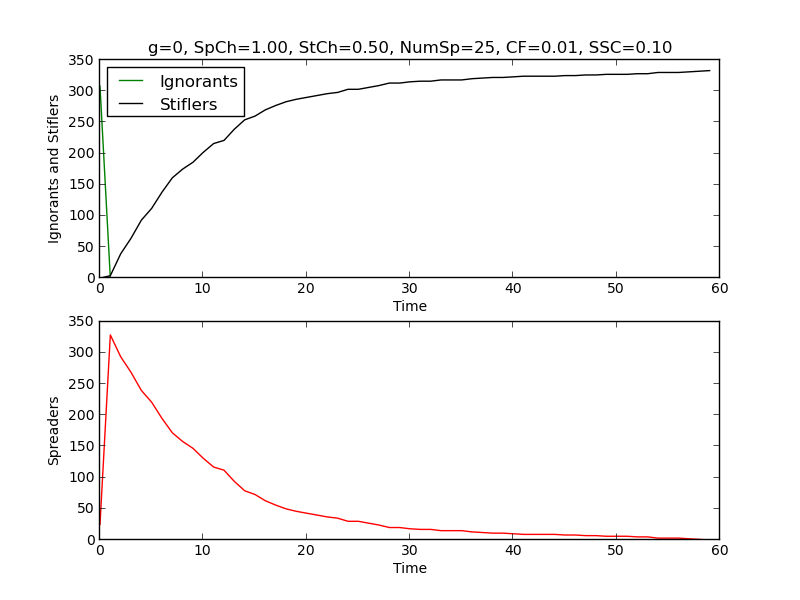 g=0, SpCh=1.00, StCh=0.50, NumSp=25, CF=0.01, SSC=0.10
350
300
250
200
150
100
50
0
Ignorants and Stiflers
Ignorants
Stiflers
0 10 20 30 40 50 60
Time
350
300
250
200
150
100
50
0
Spreaders
0 10 20 30 40 50 60
Time